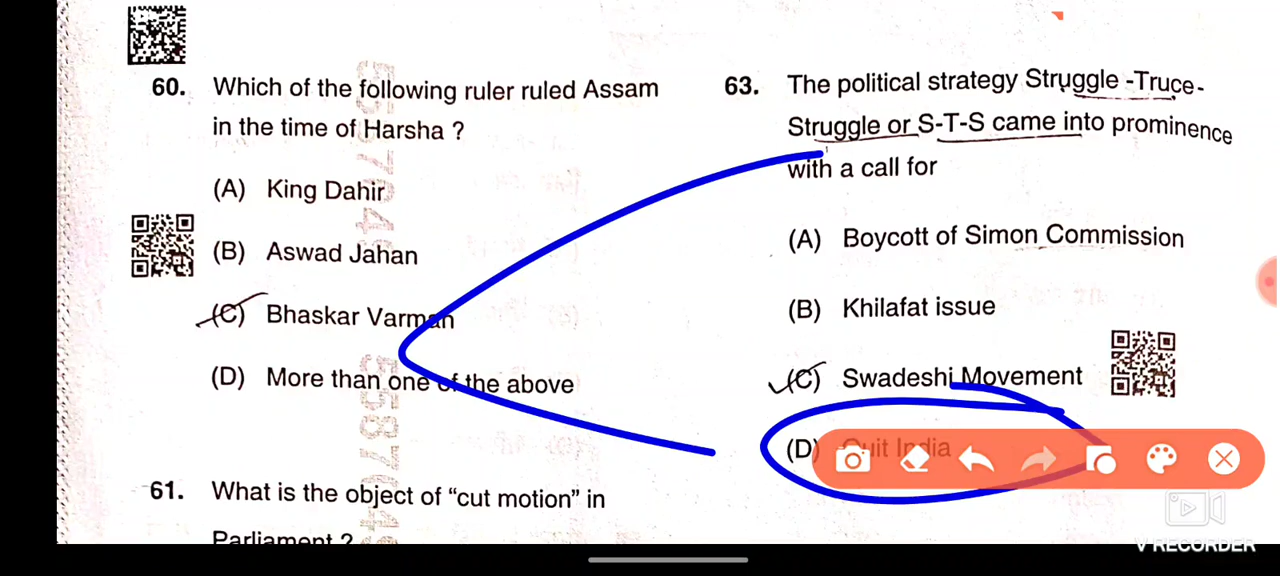 60. Which of the following ruler ruled Assam
in the time of Harsha ?
(A) King Dahir
(B) Aswad Jahan
(C) Bhaskar Varman
(D) More than one of the above
61. What is the object of “cut motion” in
Parliament ?
63. The political strategy Struggle -Truce-
Struggle or S-T-S came into prominence
with a call for
(A) Boycott of Simon Commission
(B) Khilafat issue
(C) Swadeshi Movement
(D) Quit India
V RECORDER